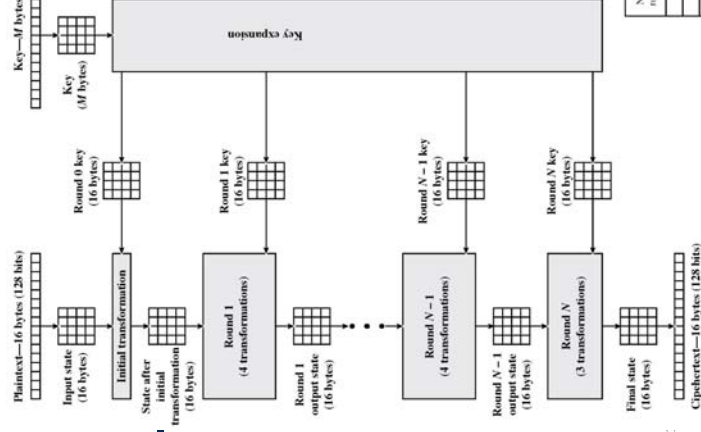 Plaintext—16 bytes (128 bits)
Key—M bytes
Input state
(16 bytes)
Key
(M bytes)
Initial transformation
Round 0 key
(16 bytes)
Key expansion
State after
initial
transformation
(16 bytes)
Round 1
(4 transformations)
Round 1 key
(16 bytes)
Round 1
output state
(16 bytes)
Round N – 1
(4 transformations)
Round N – 1 key
(16 bytes)
Round N – 1
output state
(16 bytes)
Round N
(3 transformations)
Round N key
(16 bytes)
Final state
(16 bytes)
Cipehertext—16 bytes (128 bits)